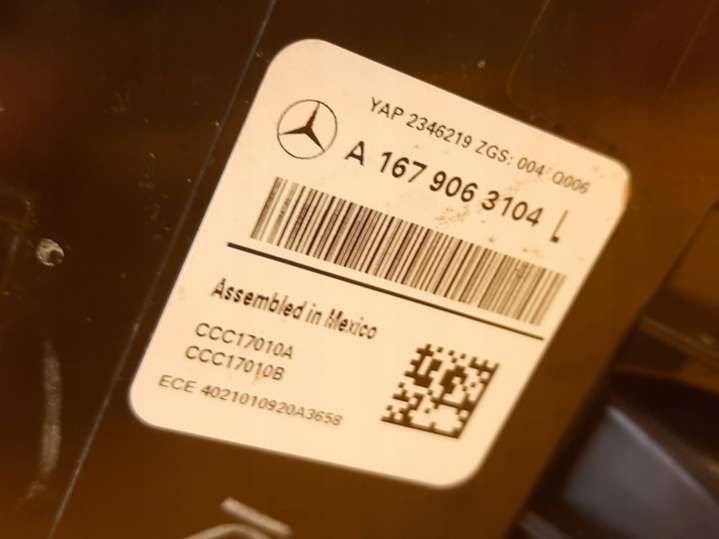 YAP 2346219 ZGS: 004 Q006
A 167 906 3104 L
Assembled in Mexico
CCC17010A
CCC17010B
ECE 4021010920A3658